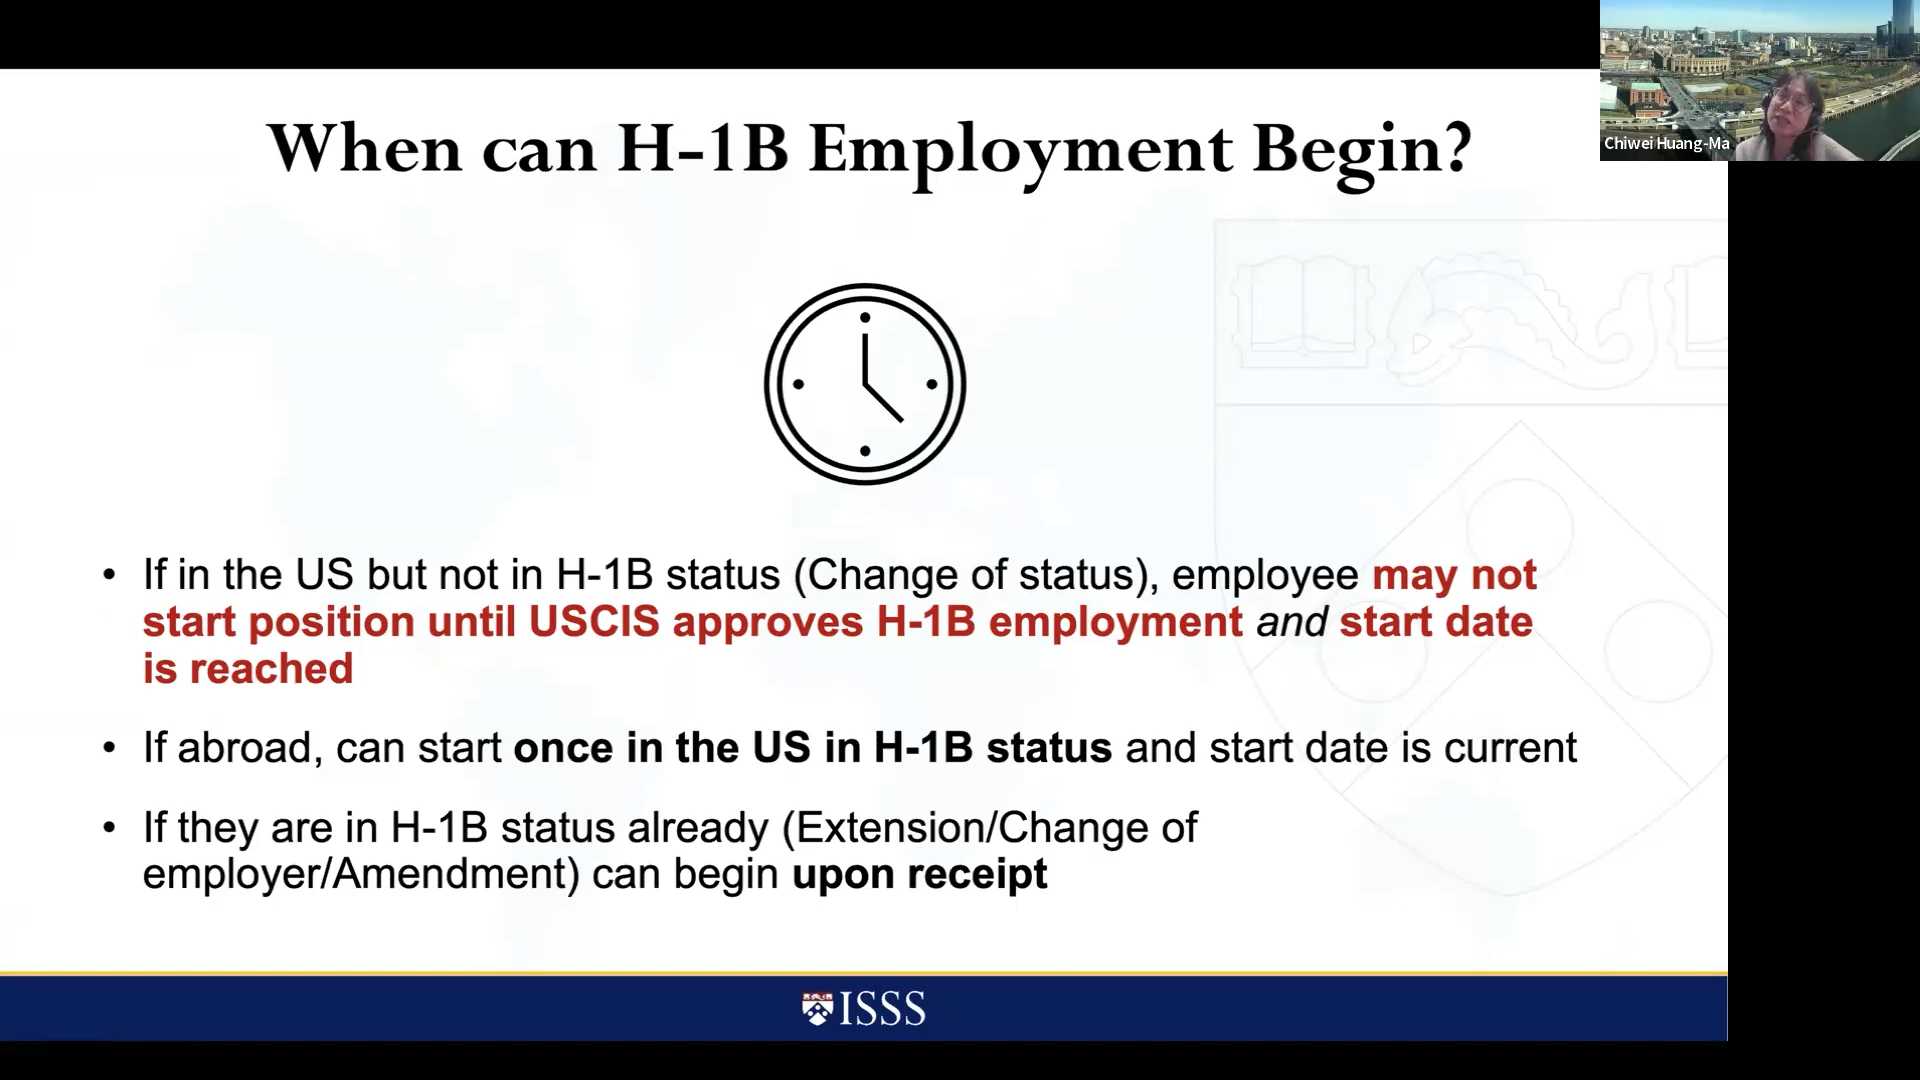 Chiwei Huang-Ma
When can H-1B Employment Begin?
• If in the US but not in H-1B status (Change of status), employee may not
start position until USCIS approves H-1B employment and start date
is reached
• If abroad, can start once in the US in H-1B status and start date is current
• If they are in H-1B status already (Extension/Change of
employer/Amendment) can begin upon receipt
ISSS